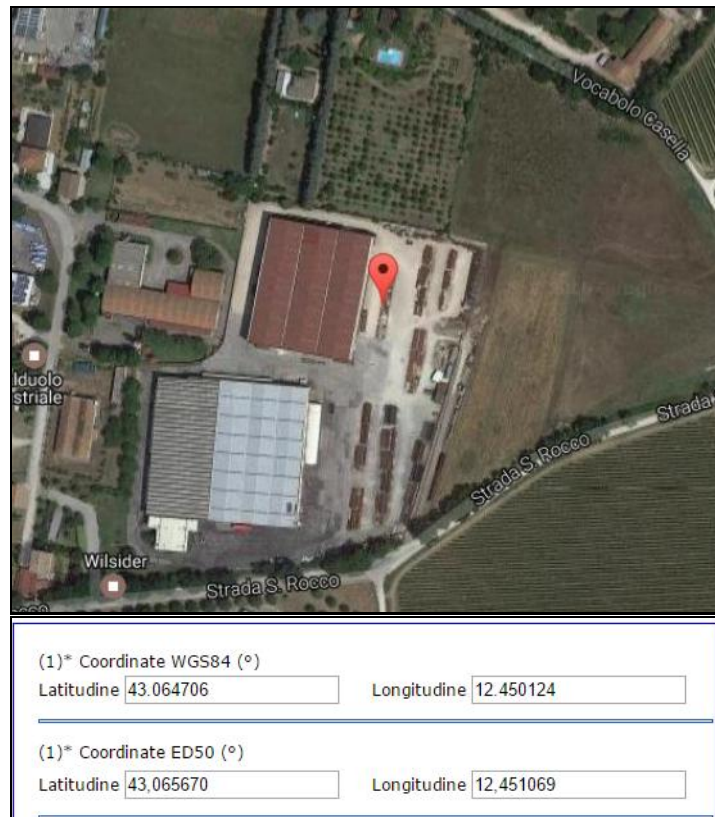 Vocabolo Casella
lduolo
striale
Strada
Strada S. Rocco
Wilsider
Strada S. Rocco
(1)* Coordinate WGS84 (°)
Latitudine 43.064706 Longitudine 12.450124
(1)* Coordinate ED50 (°)
Latitudine 43,065670 Longitudine 12,451069